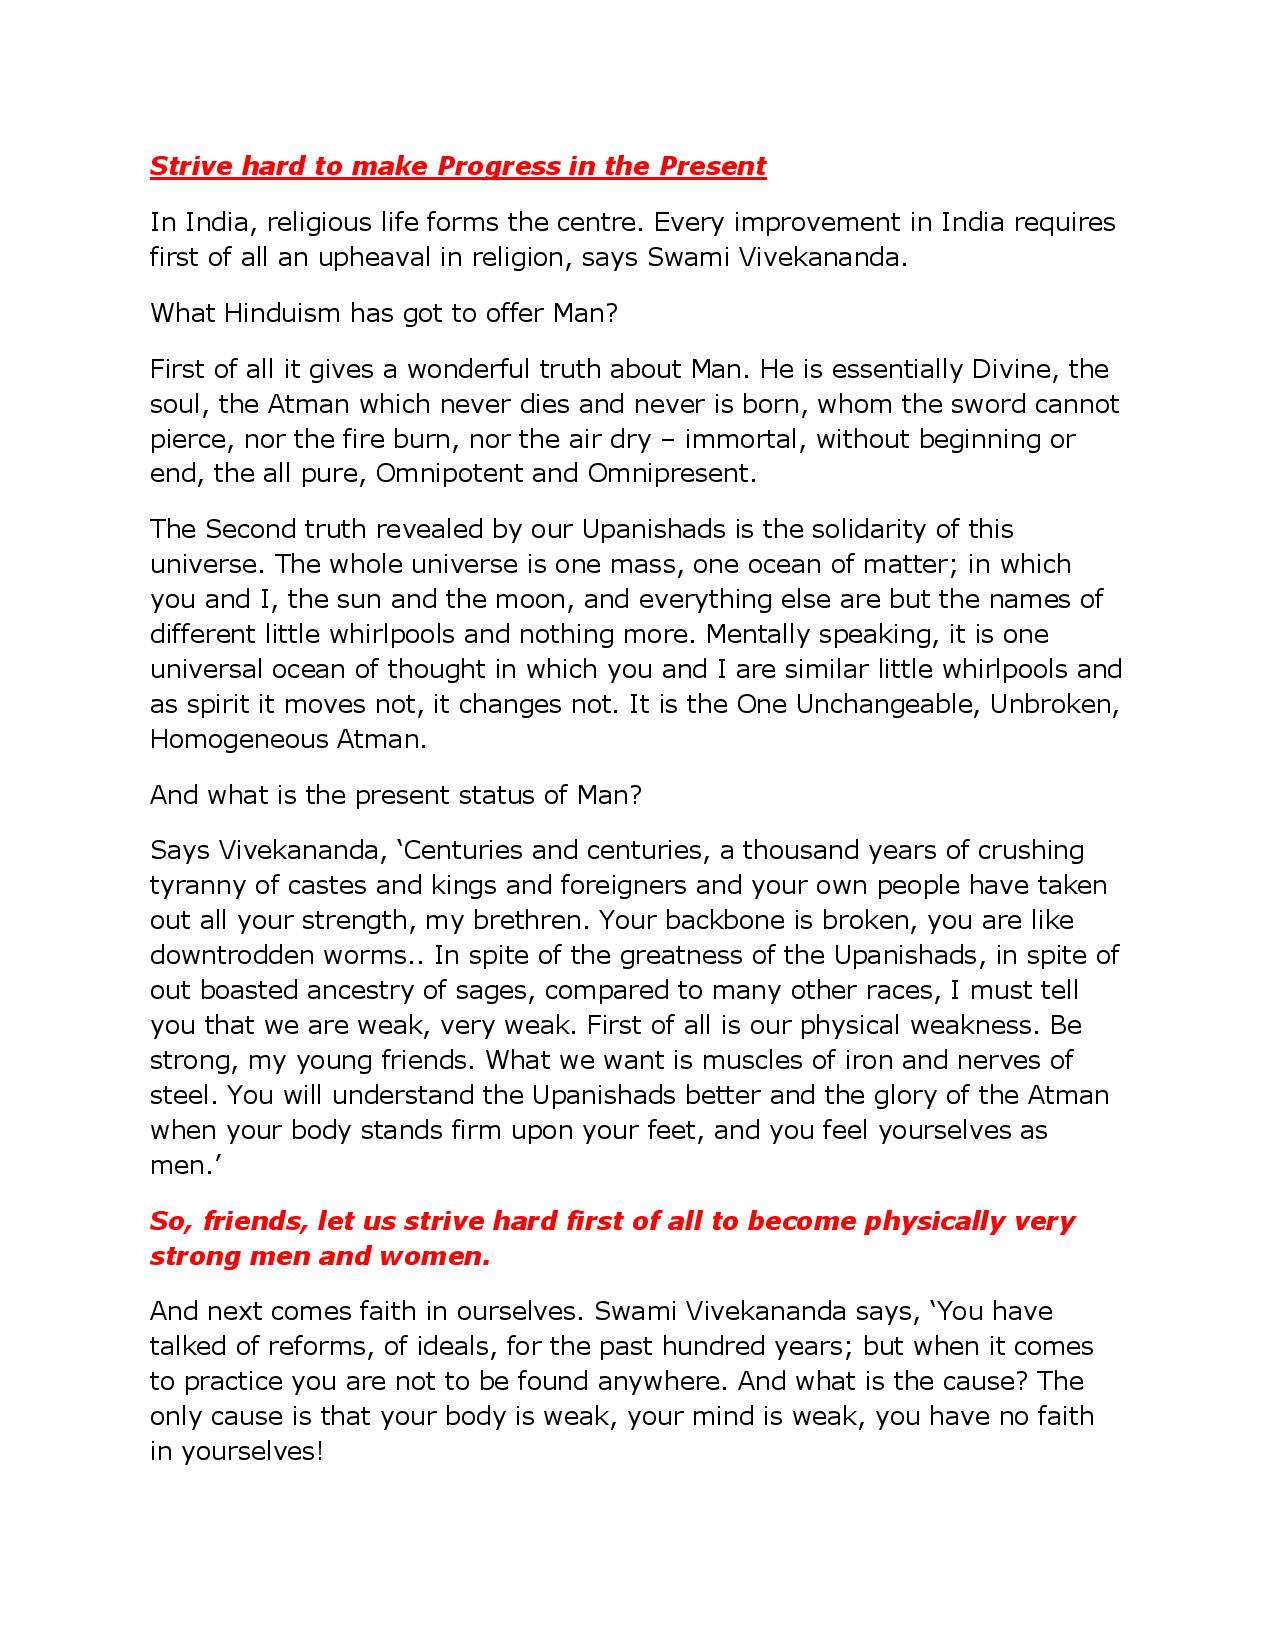 Strive hard to make Progress in the Present
In India, religious life forms the centre. Every improvement in India requires
first of all an upheaval in religion, says Swami Vivekananda.
What Hinduism has got to offer Man?
First of all it gives a wonderful truth about Man. He is essentially Divine, the
soul, the Atman which never dies and never is born, whom the sword cannot
pierce, nor the fire burn, nor the air dry – immortal, without beginning or
end, the all pure, Omnipotent and Omnipresent.
The Second truth revealed by our Upanishads is the solidarity of this
universe. The whole universe is one mass, one ocean of matter; in which
you and I, the sun and the moon, and everything else are but the names of
different little whirlpools and nothing more. Mentally speaking, it is one
universal ocean of thought in which you and I are similar little whirlpools and
as spirit it moves not, it changes not. It is the One Unchangeable, Unbroken,
Homogeneous Atman.
And what is the present status of Man?
Says Vivekananda, ‘Centuries and centuries, a thousand years of crushing
tyranny of castes and kings and foreigners and your own people have taken
out all your strength, my brethren. Your backbone is broken, you are like
downtrodden worms.. In spite of the greatness of the Upanishads, in spite of
out boasted ancestry of sages, compared to many other races, I must tell
you that we are weak, very weak. First of all is our physical weakness. Be
strong, my young friends. What we want is muscles of iron and nerves of
steel. You will understand the Upanishads better and the glory of the Atman
when your body stands firm upon your feet, and you feel yourselves as
men.’
So, friends, let us strive hard first of all to become physically very
strong men and women.
And next comes faith in ourselves. Swami Vivekananda says, ‘You have
talked of reforms, of ideals, for the past hundred years; but when it comes
to practice you are not to be found anywhere. And what is the cause? The
only cause is that your body is weak, your mind is weak, you have no faith
in yourselves!